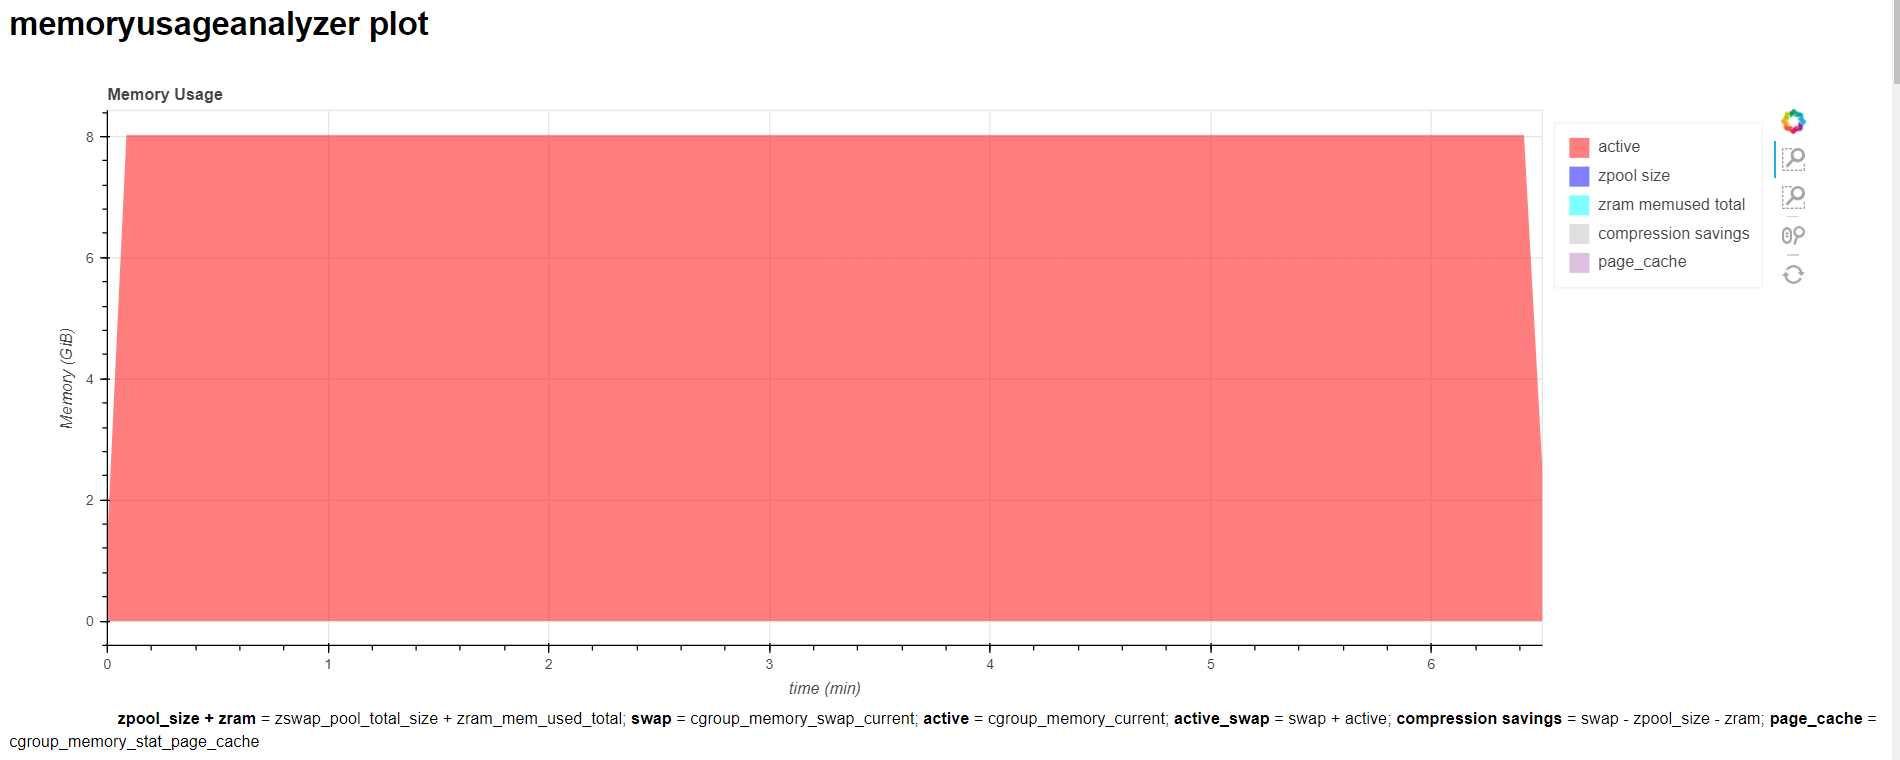 memoryusageanalyzer plot
Memory Usage
8
6
4
2
0
Memory (GiB)
0 1 2 3 4 5 6
time (min)
active
zpool size
zram memused total
compression savings
page_cache
zpool_size + zram = zswap_pool_total_size + zram_mem_used_total; swap = cgroup_memory_swap_current; active = cgroup_memory_current; active_swap = swap + active; compression savings = swap - zpool_size - zram; page_cache =
cgroup_memory_stat_page_cache